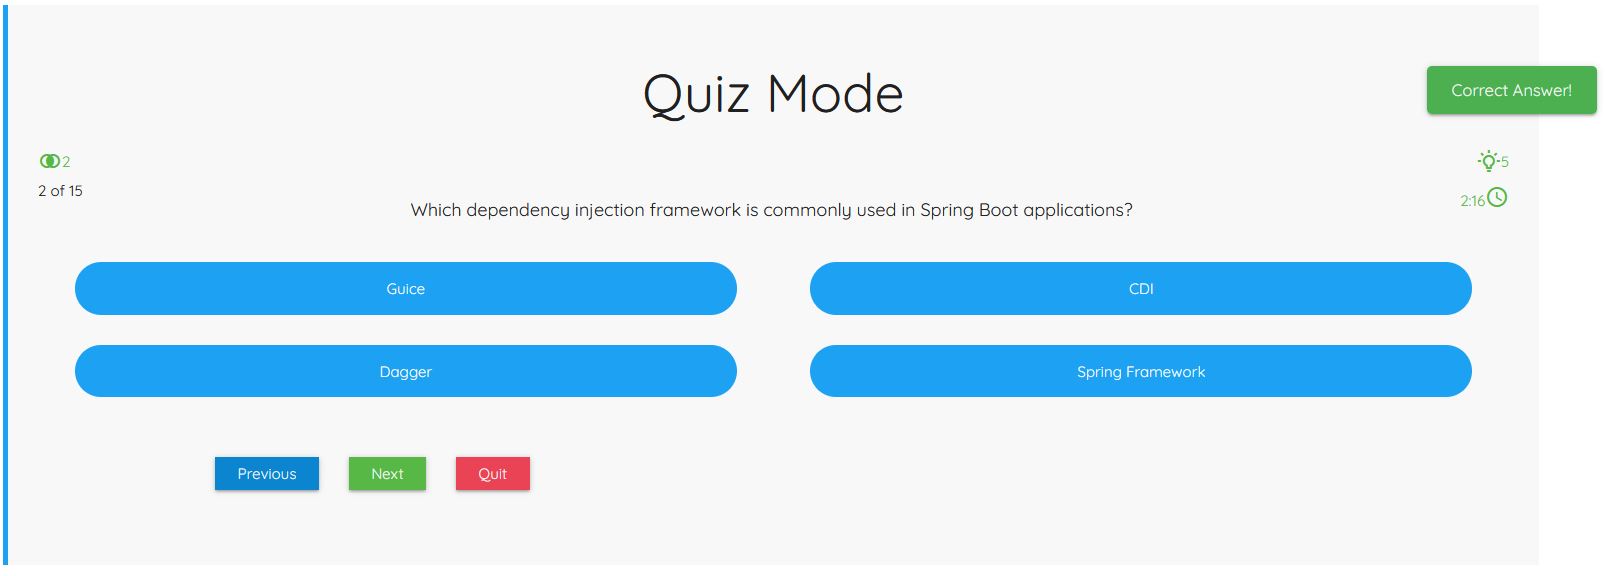 Quiz Mode
Correct Answer!
2
5
2 of 15
2:16
Which dependency injection framework is commonly used in Spring Boot applications?
Guice
CDI
Dagger
Spring Framework
Previous
Next
Quit